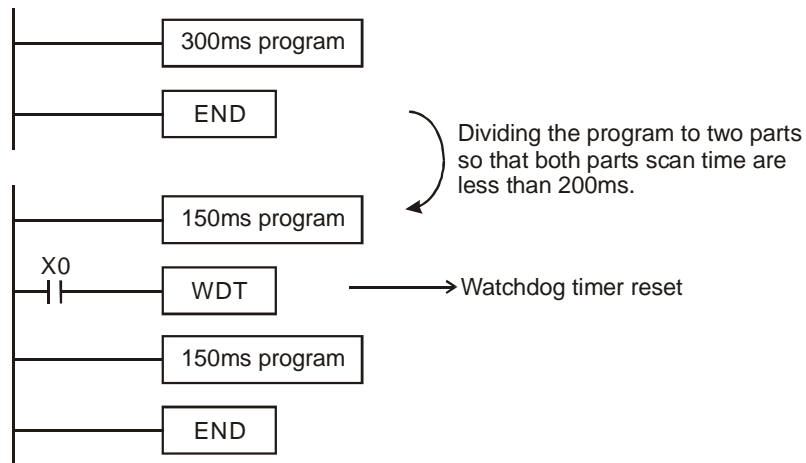 300ms program
END
Dividing the program to two parts
so that both parts scan time are
less than 200ms.
150ms program
X0
WDT
Watchdog timer reset
150ms program
END